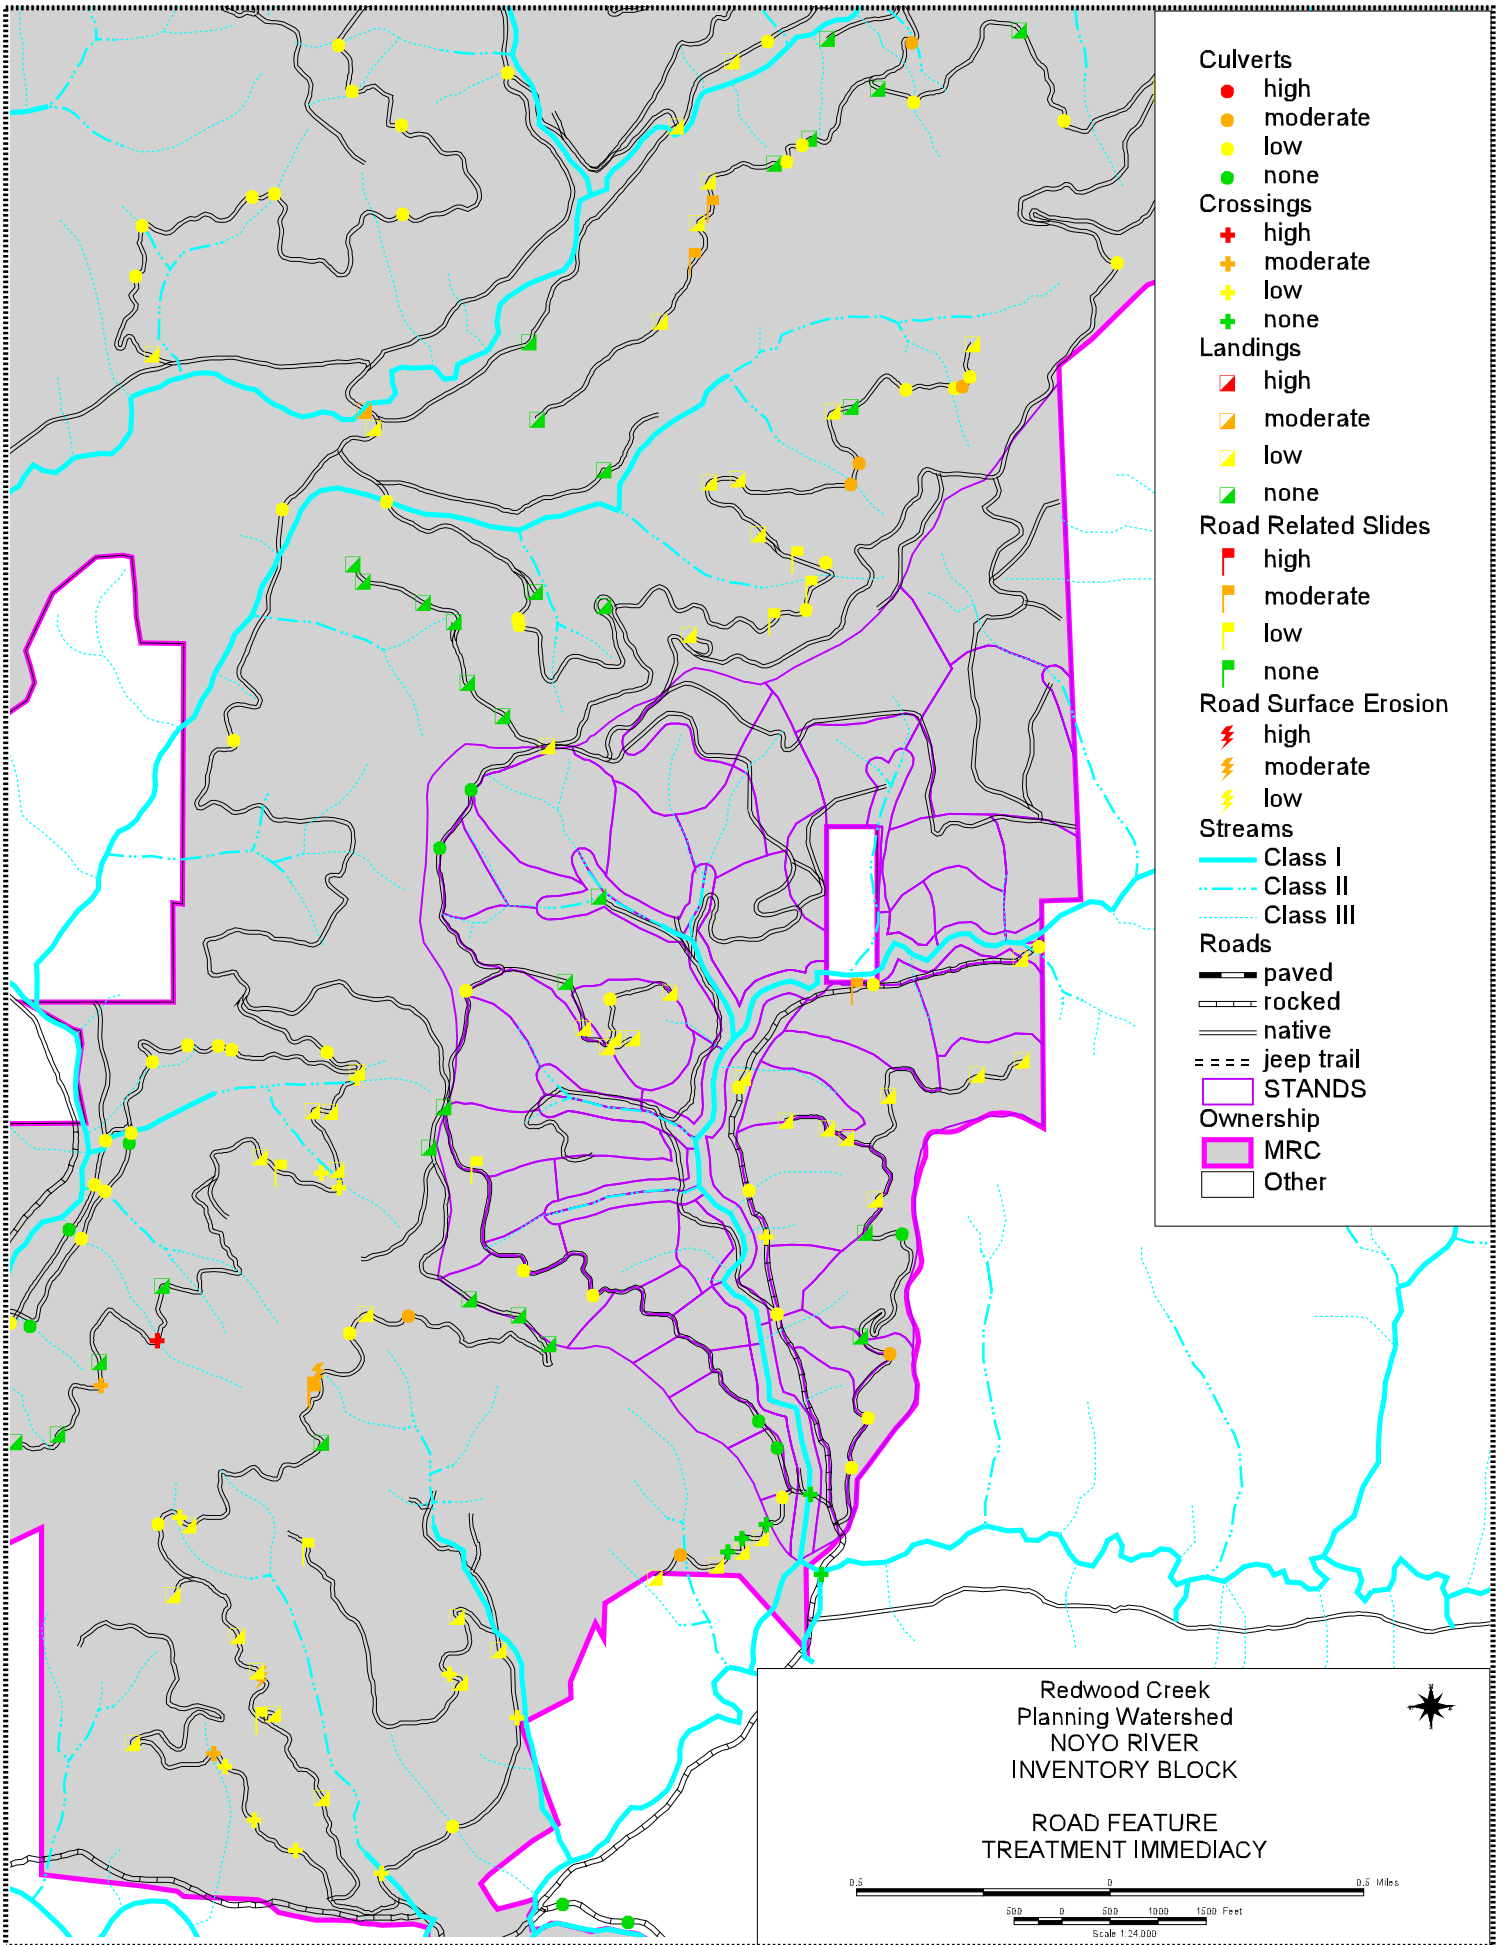 Culverts
high
moderate
low
none
Crossings
high
moderate
low
none
Landings
high
moderate
low
none
Road Related Slides
high
moderate
low
none
Road Surface Erosion
high
moderate
low
Streams
Class I
Class II
Class III
Roads
paved
rocked
native
jeep trail
STANDS
Ownership
MRC
Other
Redwood Creek
Planning Watershed
NOYO RIVER
INVENTORY BLOCK
ROAD FEATURE
TREATMENT IMMEDIACY
0.5 0 0.5 Miles
500 0 500 1000 1500 Feet
Scale 1:24,000